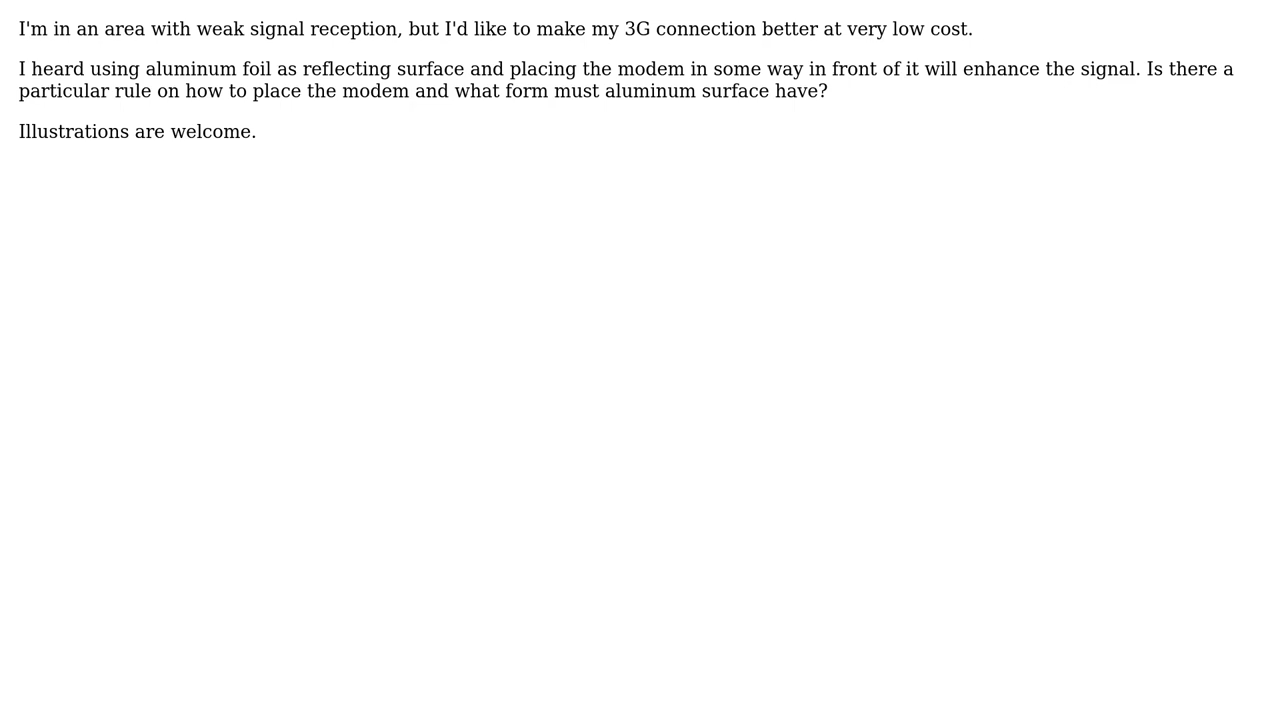 I'm in an area with weak signal reception, but I'd like to make my 3G connection better at very low cost.
I heard using aluminum foil as reflecting surface and placing the modem in some way in front of it will enhance the signal. Is there a
particular rule on how to place the modem and what form must aluminum surface have?
Illustrations are welcome.